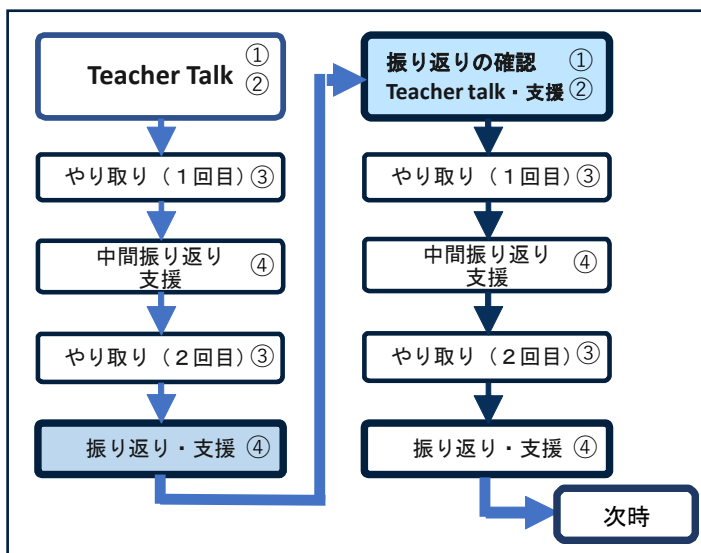 Teacher Talk ①
②
やり取り（１回目）③
中間振り返り ④
支援
やり取り（２回目）③
振り返り・支援 ④
振り返りの確認 ①
Teacher talk・支援 ②
やり取り（１回目）③
中間振り返り ④
支援
やり取り（２回目）③
振り返り・支援 ④
次時